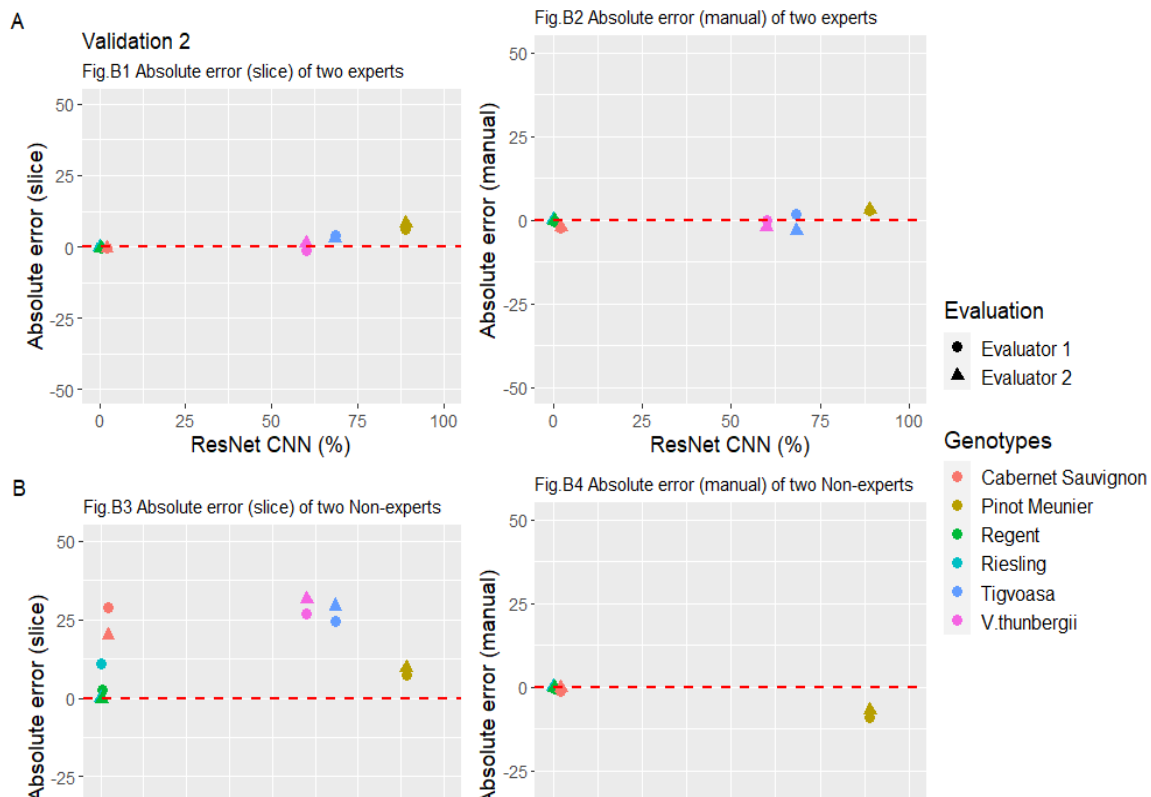 A
Validation 2
Fig.B1 Absolute error (slice) of two experts
50
25
0
-25
-50
Absolute error (slice)
0 25 50 75 100
ResNet CNN (%)
Fig.B2 Absolute error (manual) of two experts
50
25
0
-25
-50
Absolute error (manual)
0 25 50 75 100
ResNet CNN (%)
B
Fig.B3 Absolute error (slice) of two Non-experts
50
25
0
-25
Absolute error (slice)
Fig.B4 Absolute error (manual) of two Non-experts
50
25
0
-25
Absolute error (manual)
Evaluation
Evaluator 1
Evaluator 2
Genotypes
Cabernet Sauvignon
Pinot Meunier
Regent
Riesling
Tigvoasa
V.thunbergii